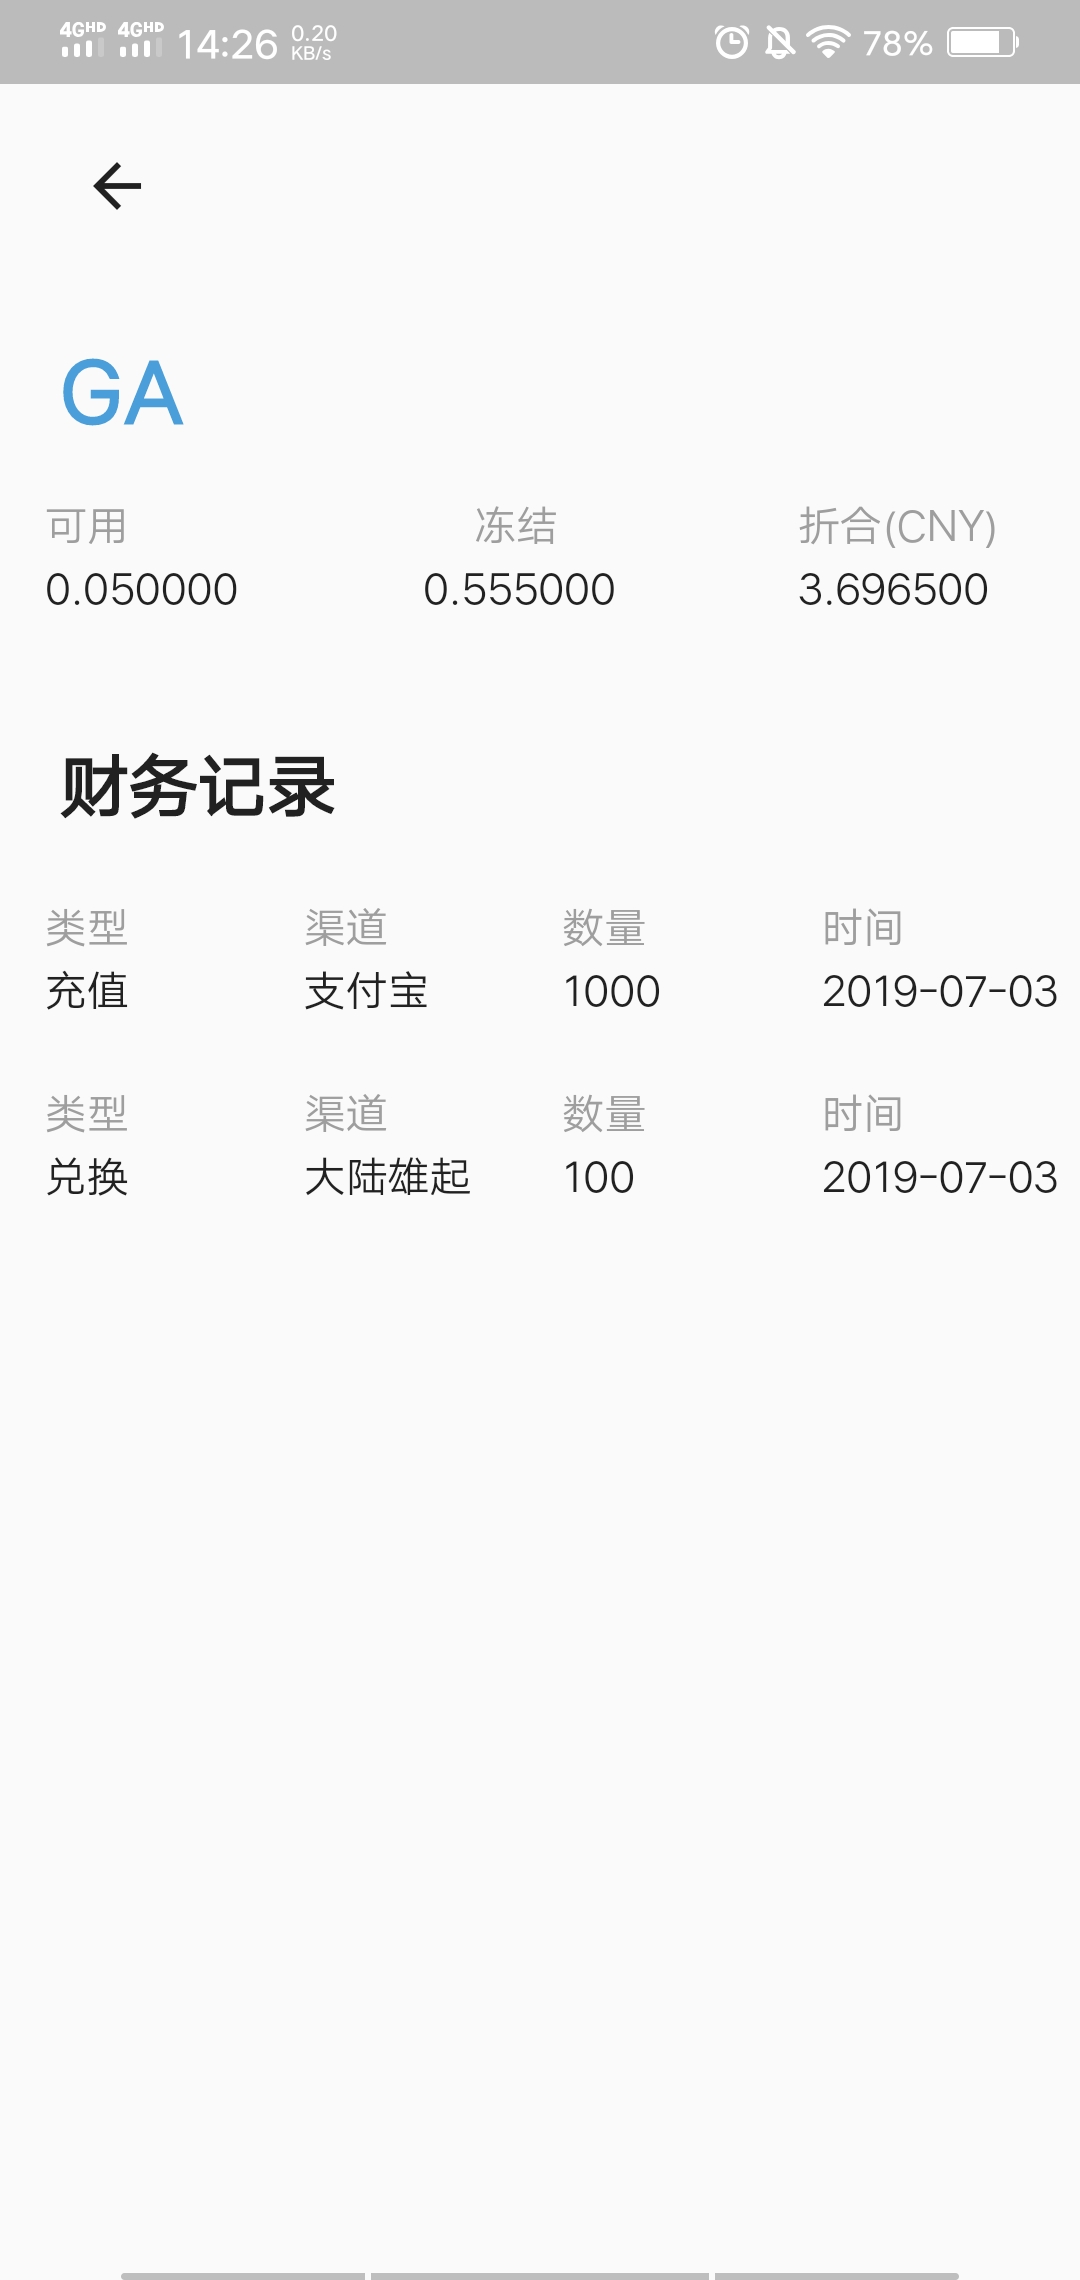 4GHD 4GHD 14:26 0.20 KB/s 78%
GA
可用 冻结 折合(CNY)
0.050000 0.555000 3.696500
财务记录
类型 渠道 数量 时间
充值 支付宝 1000 2019-07-03
类型 渠道 数量 时间
兑换 大陆雄起 100 2019-07-03